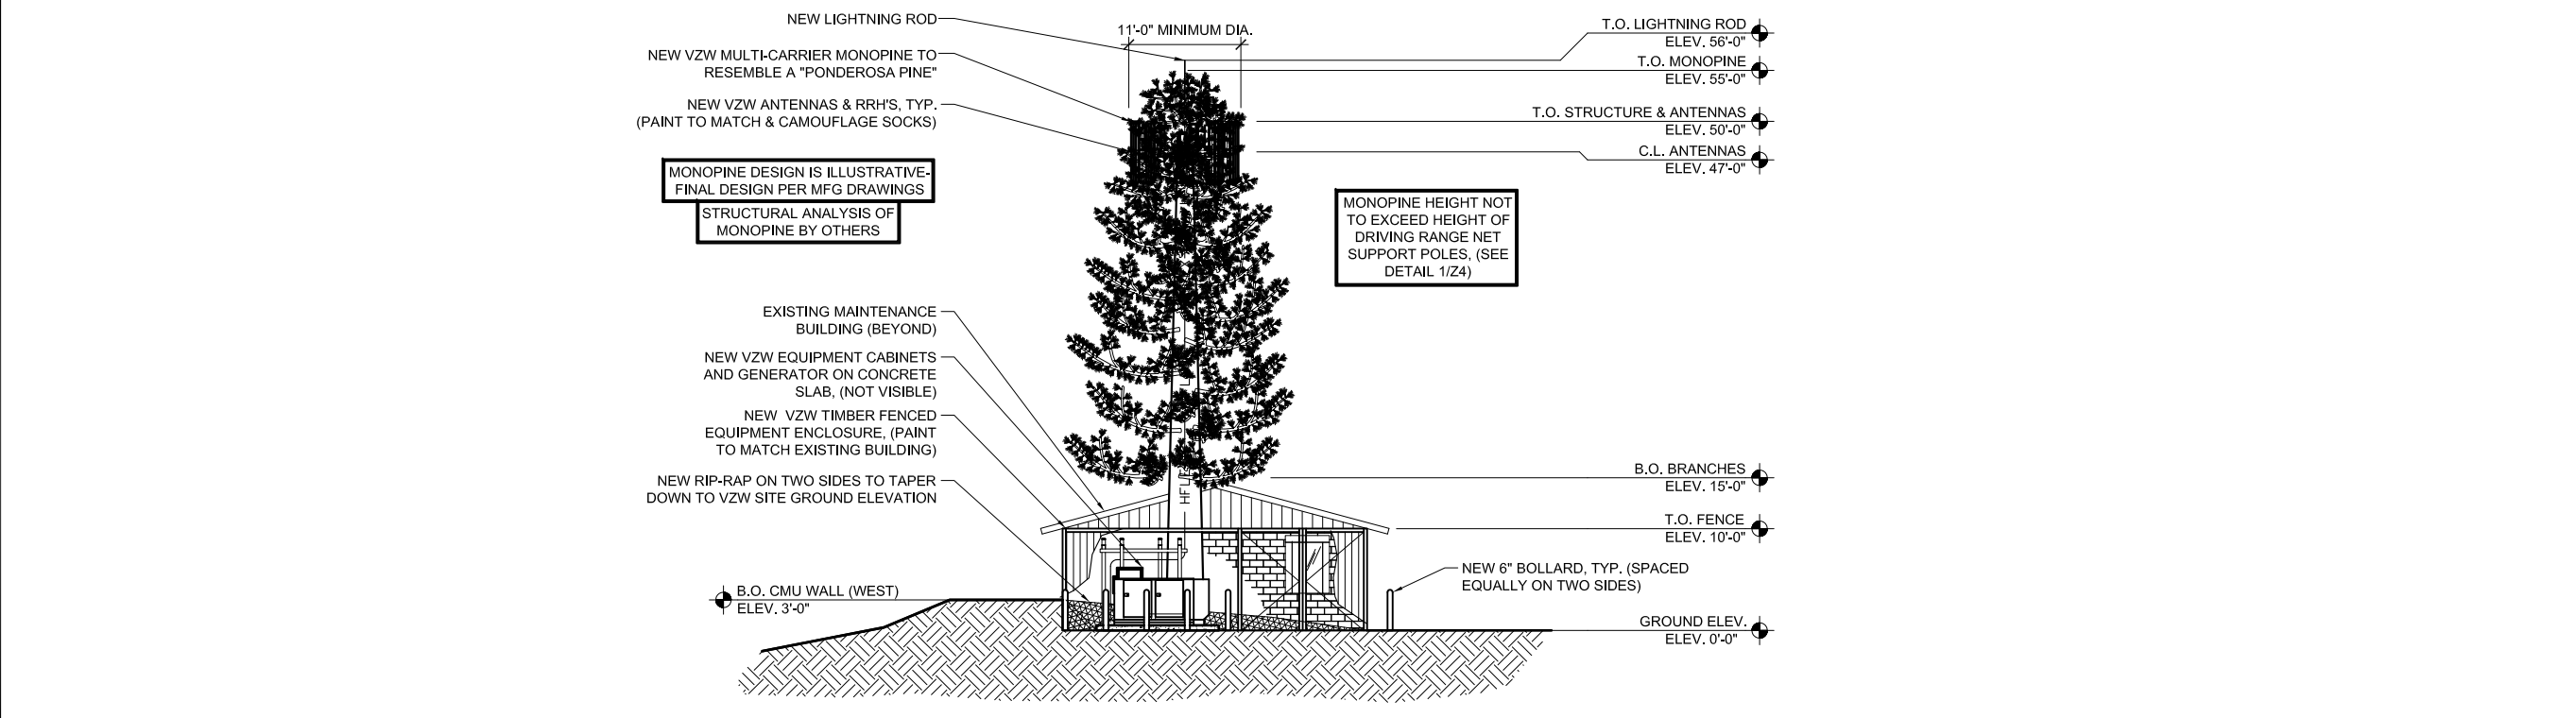 NEW LIGHTNING ROD
NEW VZW MULTI-CARRIER MONOPINE TO
RESEMBLE A "PONDEROSA PINE"
NEW VZW ANTENNAS & RRH'S, TYP.
(PAINT TO MATCH & CAMOUFLAGE SOCKS)
MONOPINE DESIGN IS ILLUSTRATIVE-
FINAL DESIGN PER MFG DRAWINGS
STRUCTURAL ANALYSIS OF
MONOPINE BY OTHERS
EXISTING MAINTENANCE
BUILDING (BEYOND)
NEW VZW EQUIPMENT CABINETS
AND GENERATOR ON CONCRETE
SLAB, (NOT VISIBLE)
NEW VZW TIMBER FENCED
EQUIPMENT ENCLOSURE, (PAINT
TO MATCH EXISTING BUILDING)
NEW RIP-RAP ON TWO SIDES TO TAPER
DOWN TO VZW SITE GROUND ELEVATION
B.O. CMU WALL (WEST)
ELEV. 3'-0"
11'-0" MINIMUM DIA.
MONOPINE HEIGHT NOT
TO EXCEED HEIGHT OF
DRIVING RANGE NET
SUPPORT POLES, (SEE
DETAIL 1/Z4)
T.O. LIGHTNING ROD
ELEV. 56'-0"
T.O. MONOPINE
ELEV. 55'-0"
T.O. STRUCTURE & ANTENNAS
ELEV. 50'-0"
C.L. ANTENNAS
ELEV. 47'-0"
B.O. BRANCHES
ELEV. 15'-0"
T.O. FENCE
ELEV. 10'-0"
NEW 6" BOLLARD, TYP. (SPACED
EQUALLY ON TWO SIDES)
GROUND ELEV.
ELEV. 0'-0"